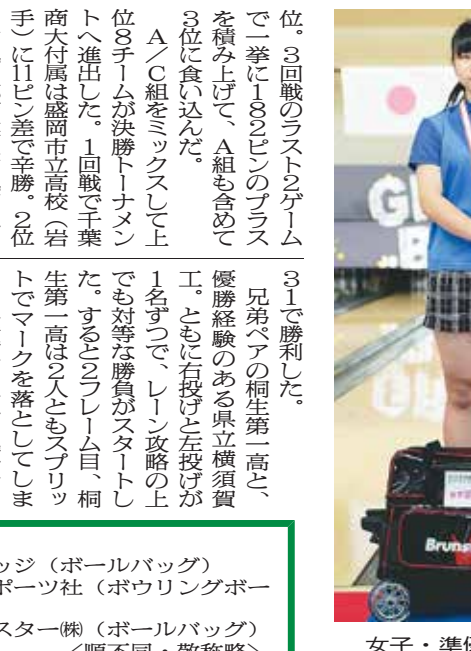 位。3回戦のラスト2ゲーム
で一挙に182ピンのプラス
を積み上げて、A組も含めて
3位に食い込んだ。
A/C組をミックスして上
位8チームが決勝トーナメン
トへ進出した。1回戦で千葉
商大付属は盛岡市立高校(岩
手)に11ピン差で辛勝。2位
31で勝利した。
兄弟ペアの桐生第一高と、
優勝経験のある県立横須賀
工。ともに右投げと左投げが
1名ずつで、レーン攻略の上
でも対等な勝負がスタートし
た。すると2フレーム目、桐
生第一高は2人ともスプリッ
トでマークを落としてしま
ッジ(ボールバッグ)
ポーツ社(ボウリングボー
スター㈱(ボールバッグ)
<順不同・敬称略>
Bruns
女子・準優